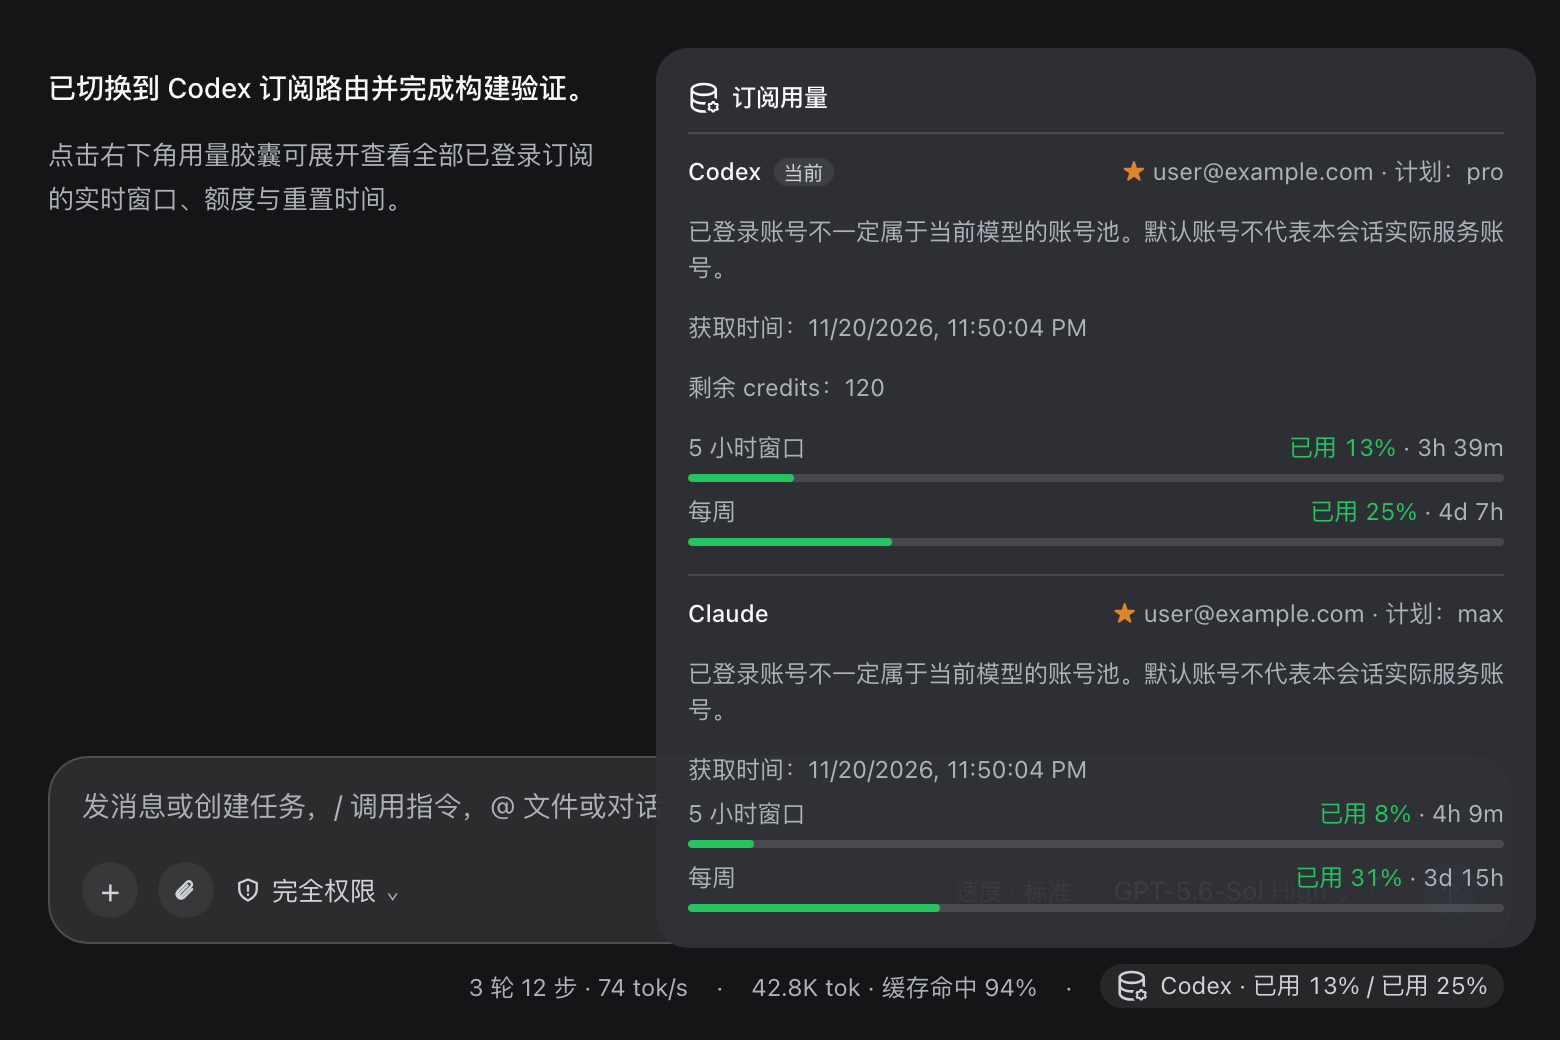 已切换到 Codex 订阅路由并完成构建验证。
点击右下角用量胶囊可展开查看全部已登录订阅
的实时窗口、额度与重置时间。
订阅用量
Codex 当前 user@example.com · 计划：pro
已登录账号不一定属于当前模型的账号池。默认账号不代表本会话实际服务账
号。
获取时间：11/20/2026, 11:50:04 PM
剩余 credits：120
5 小时窗口 已用 13% · 3h 39m
每周 已用 25% · 4d 7h
Claude user@example.com · 计划：max
已登录账号不一定属于当前模型的账号池。默认账号不代表本会话实际服务账
号。
获取时间：11/20/2026, 11:50:04 PM
5 小时窗口 已用 8% · 4h 9m
每周 已用 31% · 3d 15h
发消息或创建任务，/ 调用指令，@ 文件或对话
完全权限
速度 · 标准 GPT-5.6-Sol High
3 轮 12 步 · 74 tok/s · 42.8K tok · 缓存命中 94% · Codex · 已用 13% / 已用 25%